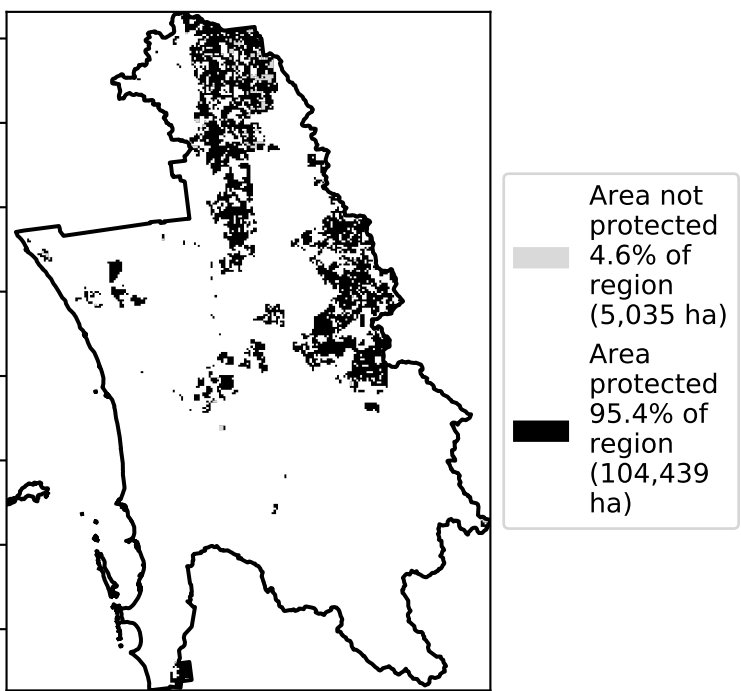 Area not
protected
4.6% of
region
(5,035 ha)
Area
protected
95.4% of
region
(104,439
ha)